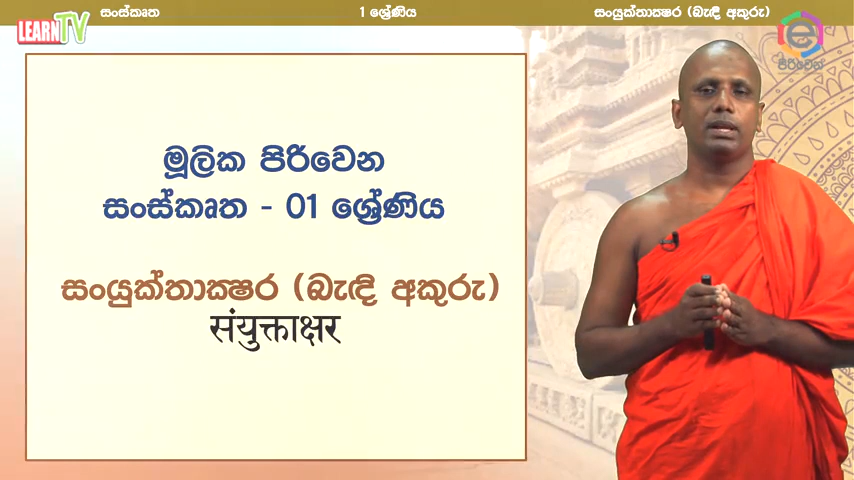 සංස්කෘත
1 ශ්‍රේණිය
සංයුක්තාක්‍ෂර (බැඳි අකුරු)
LEARN TV
e
පිරිවෙන්
මූලික පිරිවෙන
සංස්කෘත - 01 ශ්‍රේණිය
සංයුක්තාක්‍ෂර (බැඳි අකුරු)
संयुक्ताक्षर